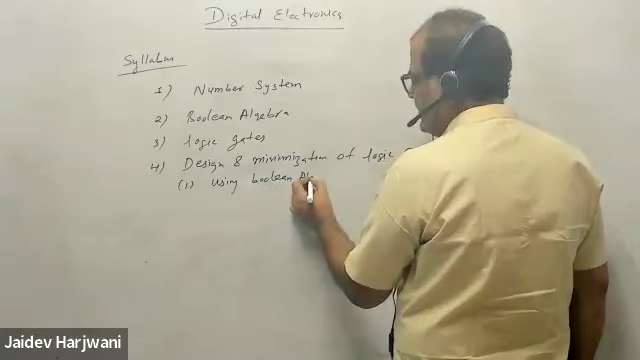 Digital Electronics
Syllabus
1) Number System
2) Boolean Algebra
3) Logic gates
4) Design & minimization of logic
(1) Using boolean Al
Jaidev Harjwani